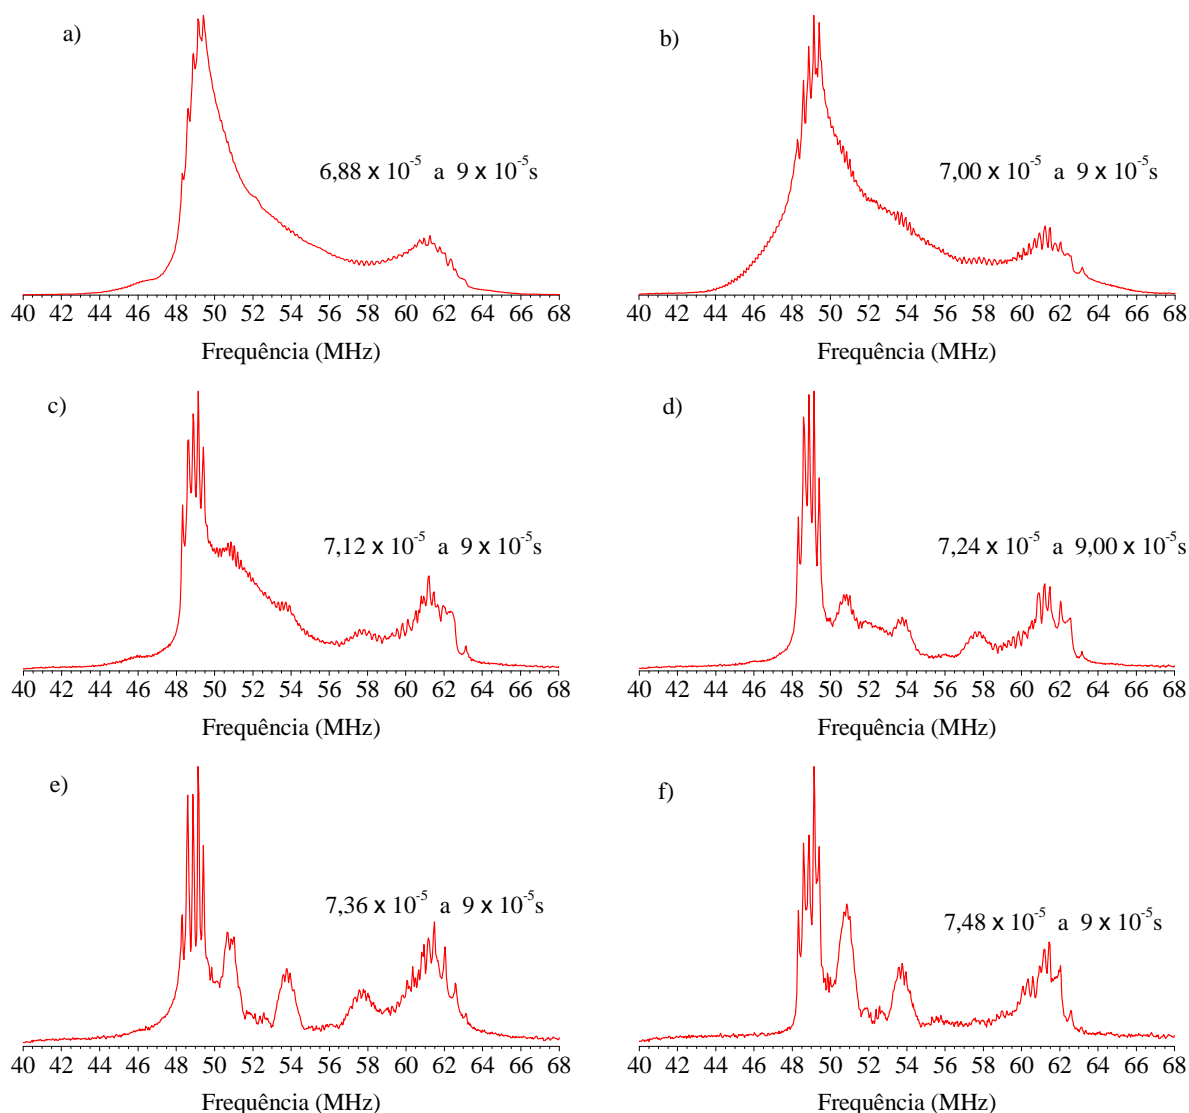 a)
6,88 x 10-5 a 9 x 10-5s
40 42 44 46 48 50 52 54 56 58 60 62 64 66 68
Frequência (MHz)
b)
7,00 x 10-5 a 9 x 10-5s
40 42 44 46 48 50 52 54 56 58 60 62 64 66 68
Frequência (MHz)
c)
7,12 x 10-5 a 9 x 10-5s
40 42 44 46 48 50 52 54 56 58 60 62 64 66 68
Frequência (MHz)
d)
7,24 x 10-5 a 9,00 x 10-5s
40 42 44 46 48 50 52 54 56 58 60 62 64 66 68
Frequência (MHz)
e)
7,36 x 10-5 a 9 x 10-5s
40 42 44 46 48 50 52 54 56 58 60 62 64 66 68
Frequência (MHz)
f)
7,48 x 10-5 a 9 x 10-5s
40 42 44 46 48 50 52 54 56 58 60 62 64 66 68
Frequência (MHz)